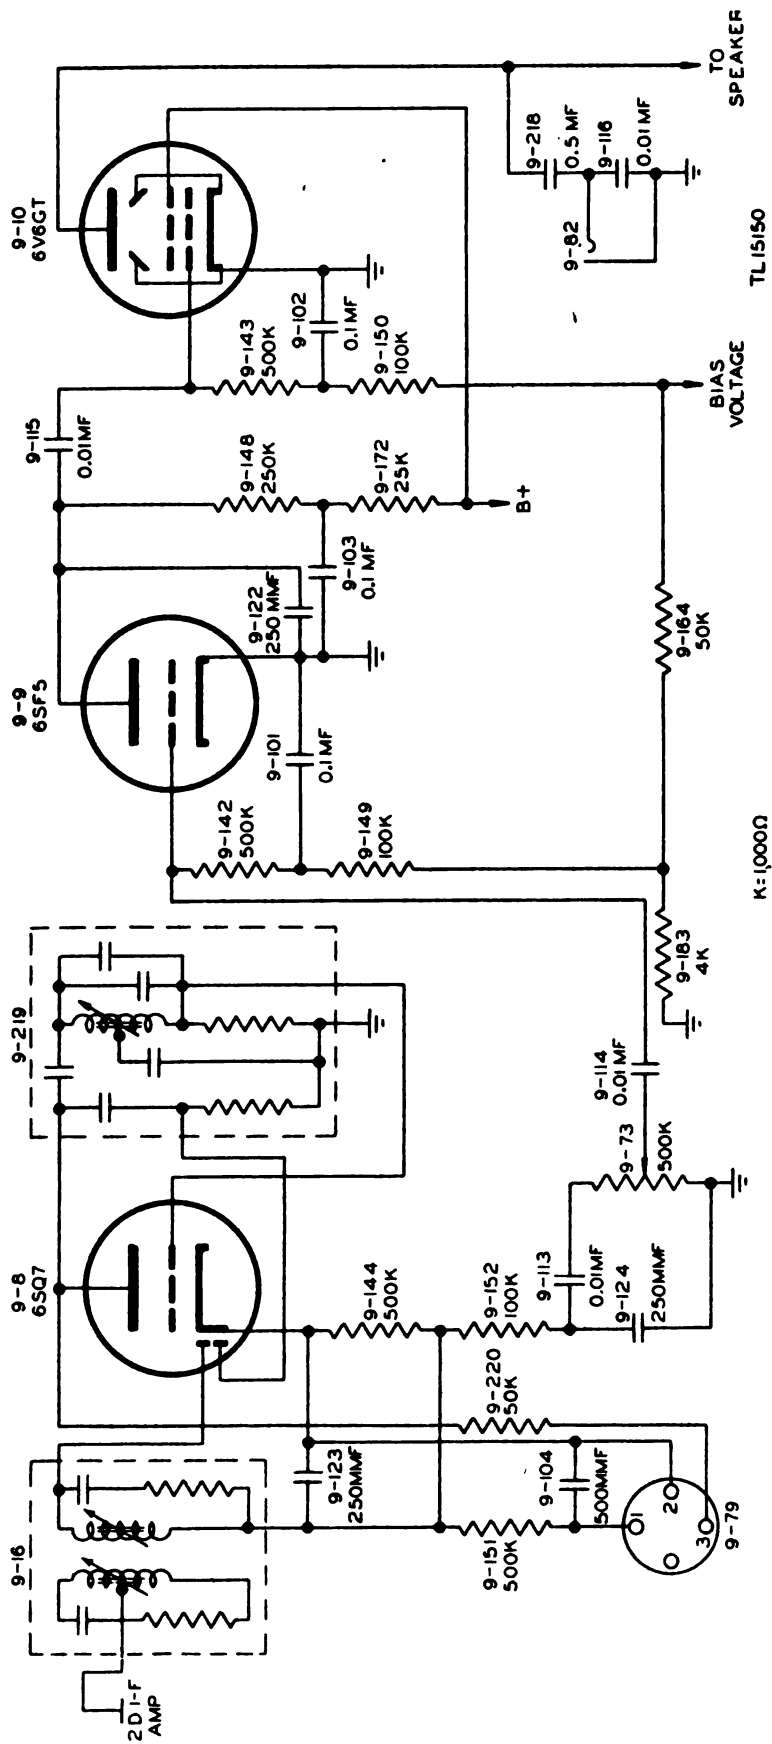 9-10
6V6GT
9-218
0.5 MF
9-116
0.01 MF
9-82
TO
SPEAKER
9-143
500K
9-102
0.1 MF
9-150
100K
BIAS
VOLTAGE
TL15150
9-115
0.01MF
9-148
250K
9-172
25K
B+
9-103
0.1 MF
9-122
250 MMF
9-9
6SF5
9-101
0.1 MF
9-164
50K
9-142
500K
9-149
100K
9-183
4K
K=1,000Ω
9-219
9-114
0.01 MF
9-73
500K
9-8
6SQ7
9-144
500K
9-152
100K
9-113
0.01MF
9-124
250MMF
9-220
50K
9-123
250MMF
9-104
500MMF
9-151
500K
1
2
3
9-79
9-16
2D I-F
AMP